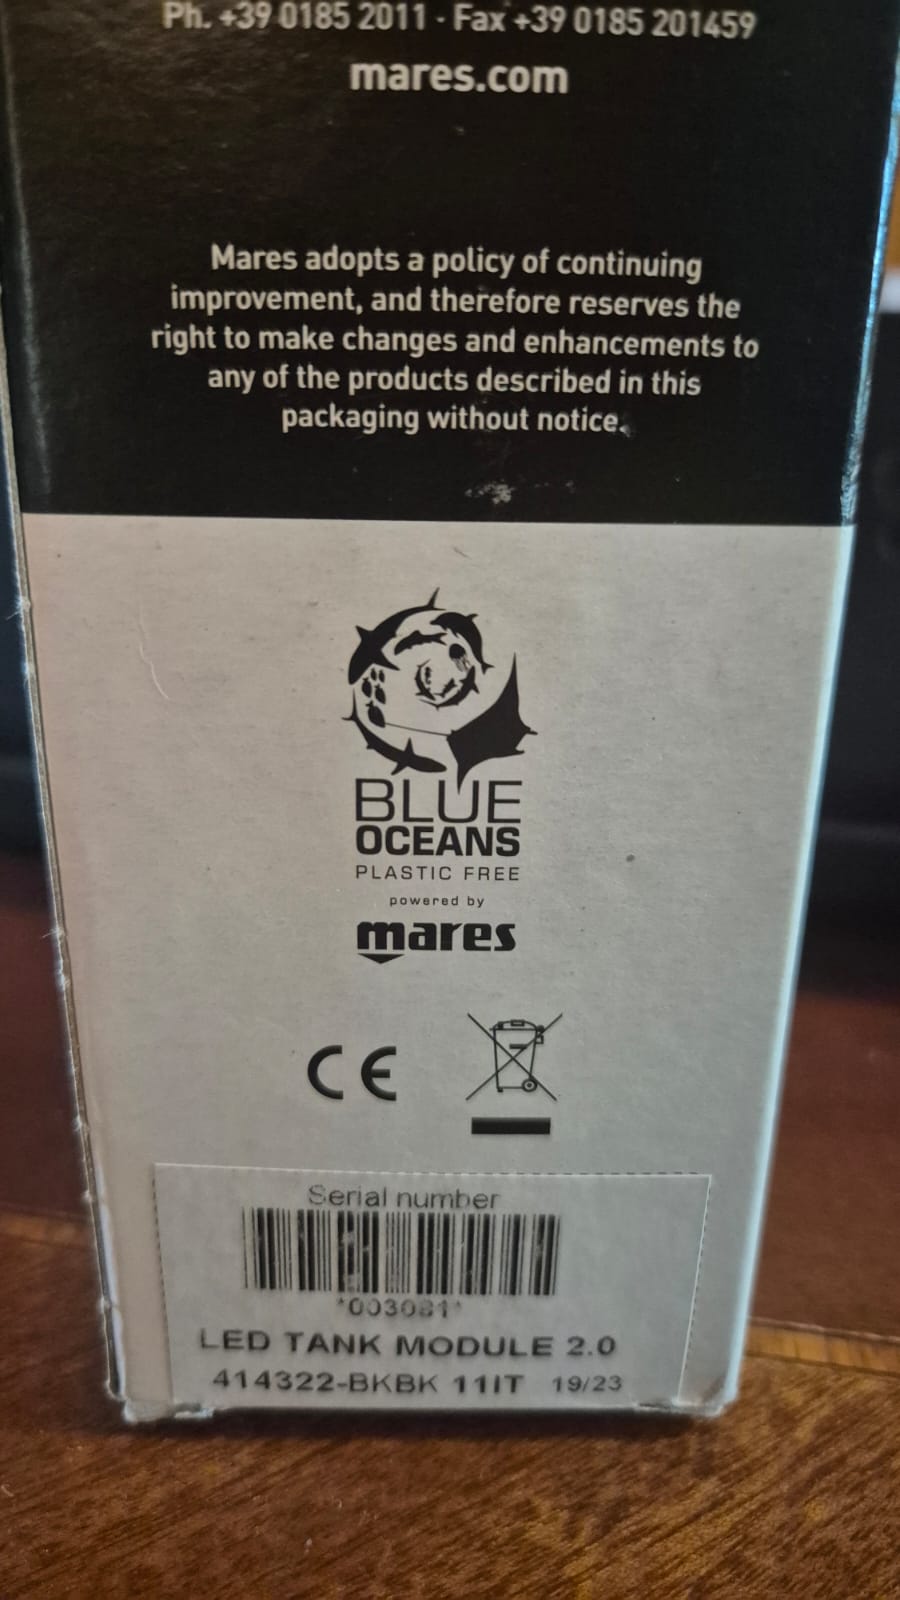 Ph. +39 0185 2011 · Fax +39 0185 201459
mares.com
Mares adopts a policy of continuing
improvement, and therefore reserves the
right to make changes and enhancements to
any of the products described in this
packaging without notice.
BLUE
OCEANS
PLASTIC FREE
powered by
mares
CE
Serial number
*003081*
LED TANK MODULE 2.0
414322-BKBK 11IT 19/23